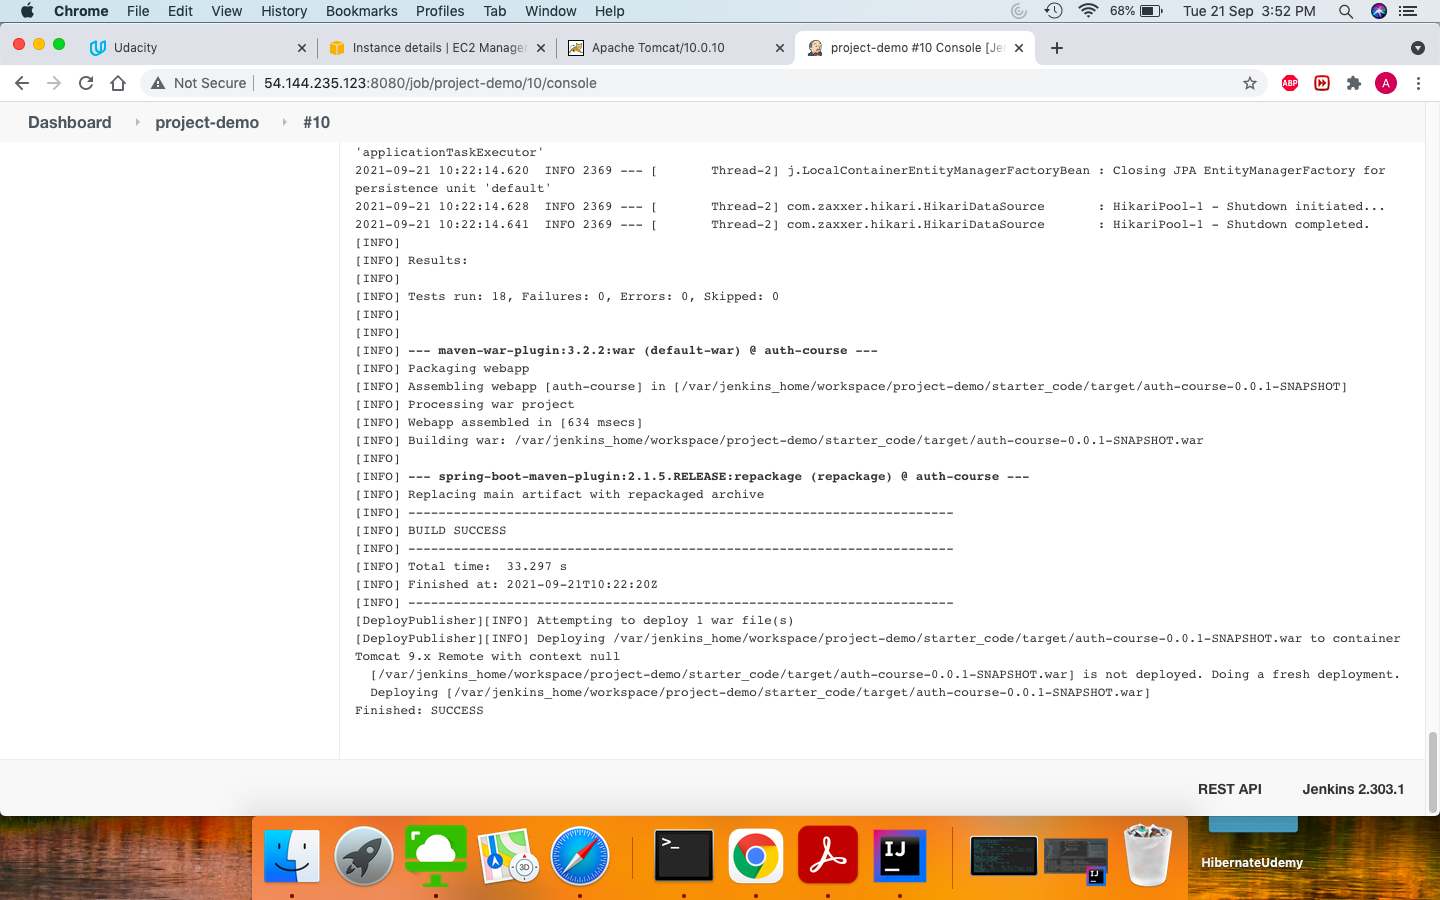 Chrome File Edit View History Bookmarks Profiles Tab Window Help 68% Tue 21 Sep 3:52 PM
Udacity Instance details | EC2 Manage Apache Tomcat/10.0.10 project-demo #10 Console [Je
Not Secure 54.144.235.123:8080/job/project-demo/10/console ABP A
Dashboard project-demo #10
'applicationTaskExecutor'
2021-09-21 10:22:14.620  INFO 2369 --- [       Thread-2] j.LocalContainerEntityManagerFactoryBean : Closing JPA EntityManagerFactory for
persistence unit 'default'
2021-09-21 10:22:14.628  INFO 2369 --- [       Thread-2] com.zaxxer.hikari.HikariDataSource       : HikariPool-1 - Shutdown initiated...
2021-09-21 10:22:14.641  INFO 2369 --- [       Thread-2] com.zaxxer.hikari.HikariDataSource       : HikariPool-1 - Shutdown completed.
[INFO]
[INFO] Results:
[INFO]
[INFO] Tests run: 18, Failures: 0, Errors: 0, Skipped: 0
[INFO]
[INFO]
[INFO] --- maven-war-plugin:3.2.2:war (default-war) @ auth-course ---
[INFO] Packaging webapp
[INFO] Assembling webapp [auth-course] in [/var/jenkins_home/workspace/project-demo/starter_code/target/auth-course-0.0.1-SNAPSHOT]
[INFO] Processing war project
[INFO] Webapp assembled in [634 msecs]
[INFO] Building war: /var/jenkins_home/workspace/project-demo/starter_code/target/auth-course-0.0.1-SNAPSHOT.war
[INFO]
[INFO] --- spring-boot-maven-plugin:2.1.5.RELEASE:repackage (repackage) @ auth-course ---
[INFO] Replacing main artifact with repackaged archive
[INFO] ------------------------------------------------------------------------
[INFO] BUILD SUCCESS
[INFO] ------------------------------------------------------------------------
[INFO] Total time:  33.297 s
[INFO] Finished at: 2021-09-21T10:22:20Z
[INFO] ------------------------------------------------------------------------
[DeployPublisher][INFO] Attempting to deploy 1 war file(s)
[DeployPublisher][INFO] Deploying /var/jenkins_home/workspace/project-demo/starter_code/target/auth-course-0.0.1-SNAPSHOT.war to container
Tomcat 9.x Remote with context null
[/var/jenkins_home/workspace/project-demo/starter_code/target/auth-course-0.0.1-SNAPSHOT.war] is not deployed. Doing a fresh deployment.
Deploying [/var/jenkins_home/workspace/project-demo/starter_code/target/auth-course-0.0.1-SNAPSHOT.war]
Finished: SUCCESS
REST API Jenkins 2.303.1
3D >_ IJ IJ
HibernateUdemy